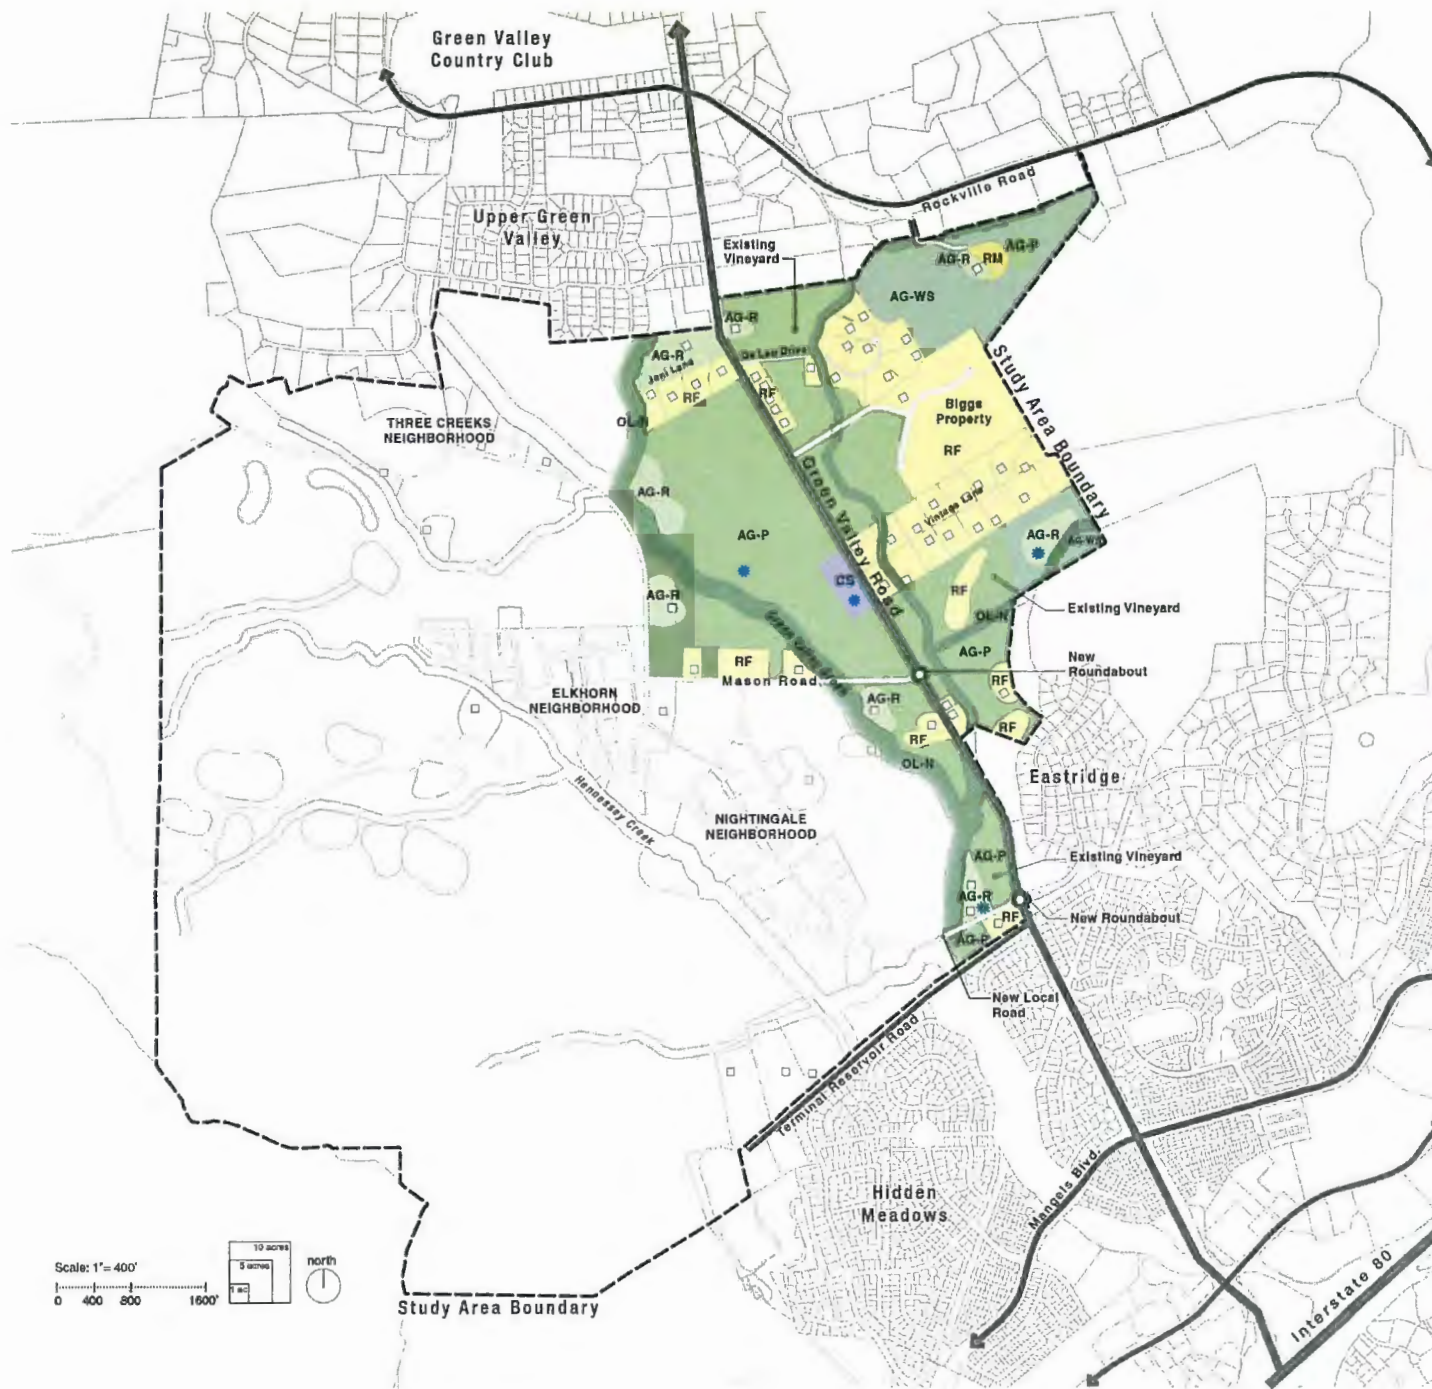 Green Valley
Country Club
Rockville Road
Upper Green
Valley
Existing
Vineyard
AG-P
AG-R
RM
AG-WS
AG-R
De Leu Drive
AG-R
Joni Lane
RF
RF
Study Area Boundary
Biggs
Property
RF
OL-N
THREE CREEKS
NEIGHBORHOOD
Green Valley Road
AG-R
Vintage Lane
AG-P
AG-R
AG-WS
CS
RF
AG-R
Existing Vineyard
OL-N
Green Valley Creek
AG-P
New
Roundabout
RF
Mason Road
RF
ELKHORN
NEIGHBORHOOD
AG-R
RF
RF
OL-N
Eastridge
Hennessey Creek
NIGHTINGALE
NEIGHBORHOOD
AG-P
Existing Vineyard
AG-R
RF
New Roundabout
AG-P
New Local
Road
Terminal Reservoir Road
Mangels Blvd.
Hidden
Meadows
Interstate 80
Scale: 1"= 400'
0 400 800 1600'
10 acres
5 acres
1 ac
north
Study Area Boundary